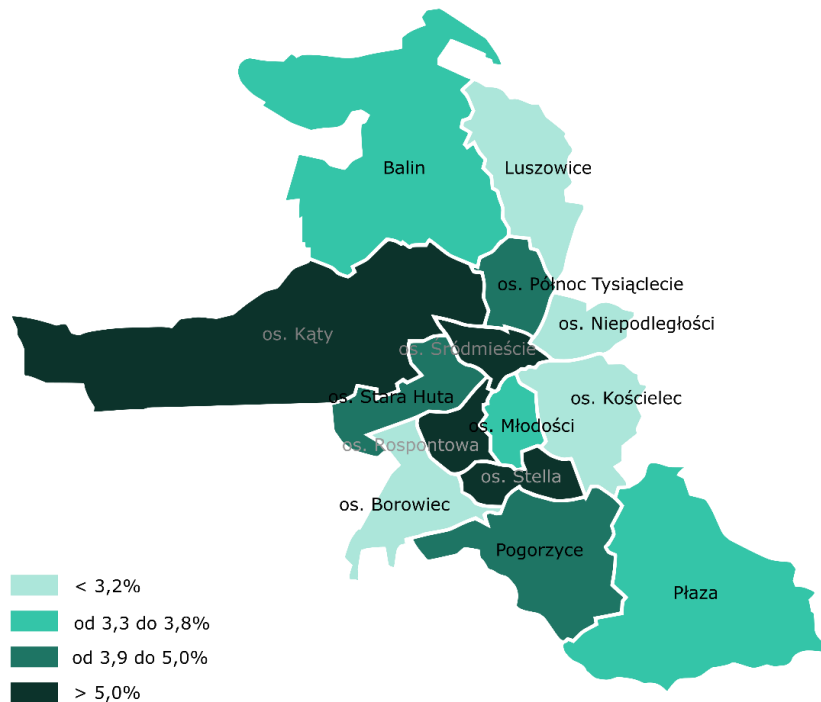 Balin
Luszowice
os. Północ Tysiąclecie
os. Niepodległości
os. Kąty
os. Śródmieście
os. Stara Huta
os. Kościelec
os. Młodości
os. Rospontowa
os. Stella
os. Borowiec
Pogorzyce
Płaza
< 3,2%
od 3,3 do 3,8%
od 3,9 do 5,0%
> 5,0%